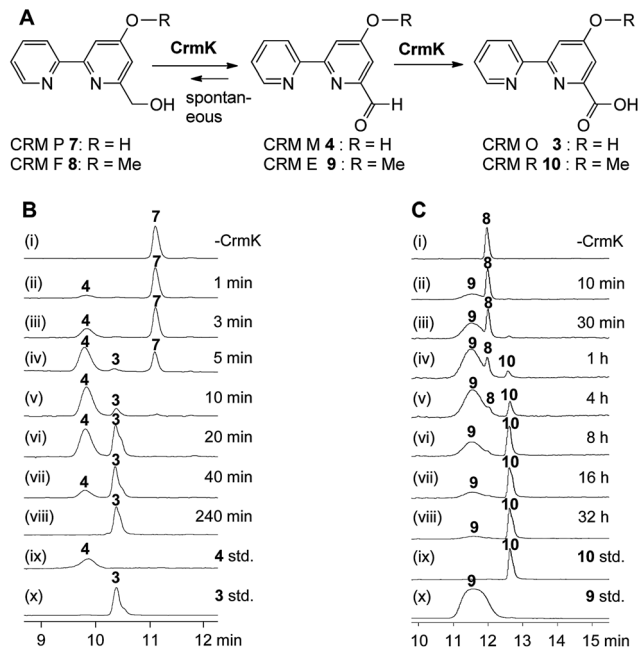 A
O R O R O R
CrmK CrmK
N N OH N N H O N N OH O
spontan-
eous
CRM P 7: R = H CRM M 4 : R = H CRM O 3 : R = H
CRM F 8: R = Me CRM E 9 : R = Me CRM R 10 : R = Me
B
(i) 7 -CrmK
(ii) 4 7 1 min
(iii) 4 7 3 min
(iv) 4 3 7 5 min
(v) 4 3 10 min
(vi) 4 3 20 min
(vii) 4 3 40 min
(viii) 3 240 min
(ix) 4 4 std.
(x) 3 3 std.
9 10 11 12 min
C
(i) 8 -CrmK
(ii) 9 8 10 min
(iii) 9 8 30 min
(iv) 9 8 10 1 h
(v) 9 8 10 4 h
(vi) 9 10 8 h
(vii) 9 10 16 h
(viii) 9 10 32 h
(ix) 10 10 std.
(x) 9 9 std.
10 11 12 13 14 15 min